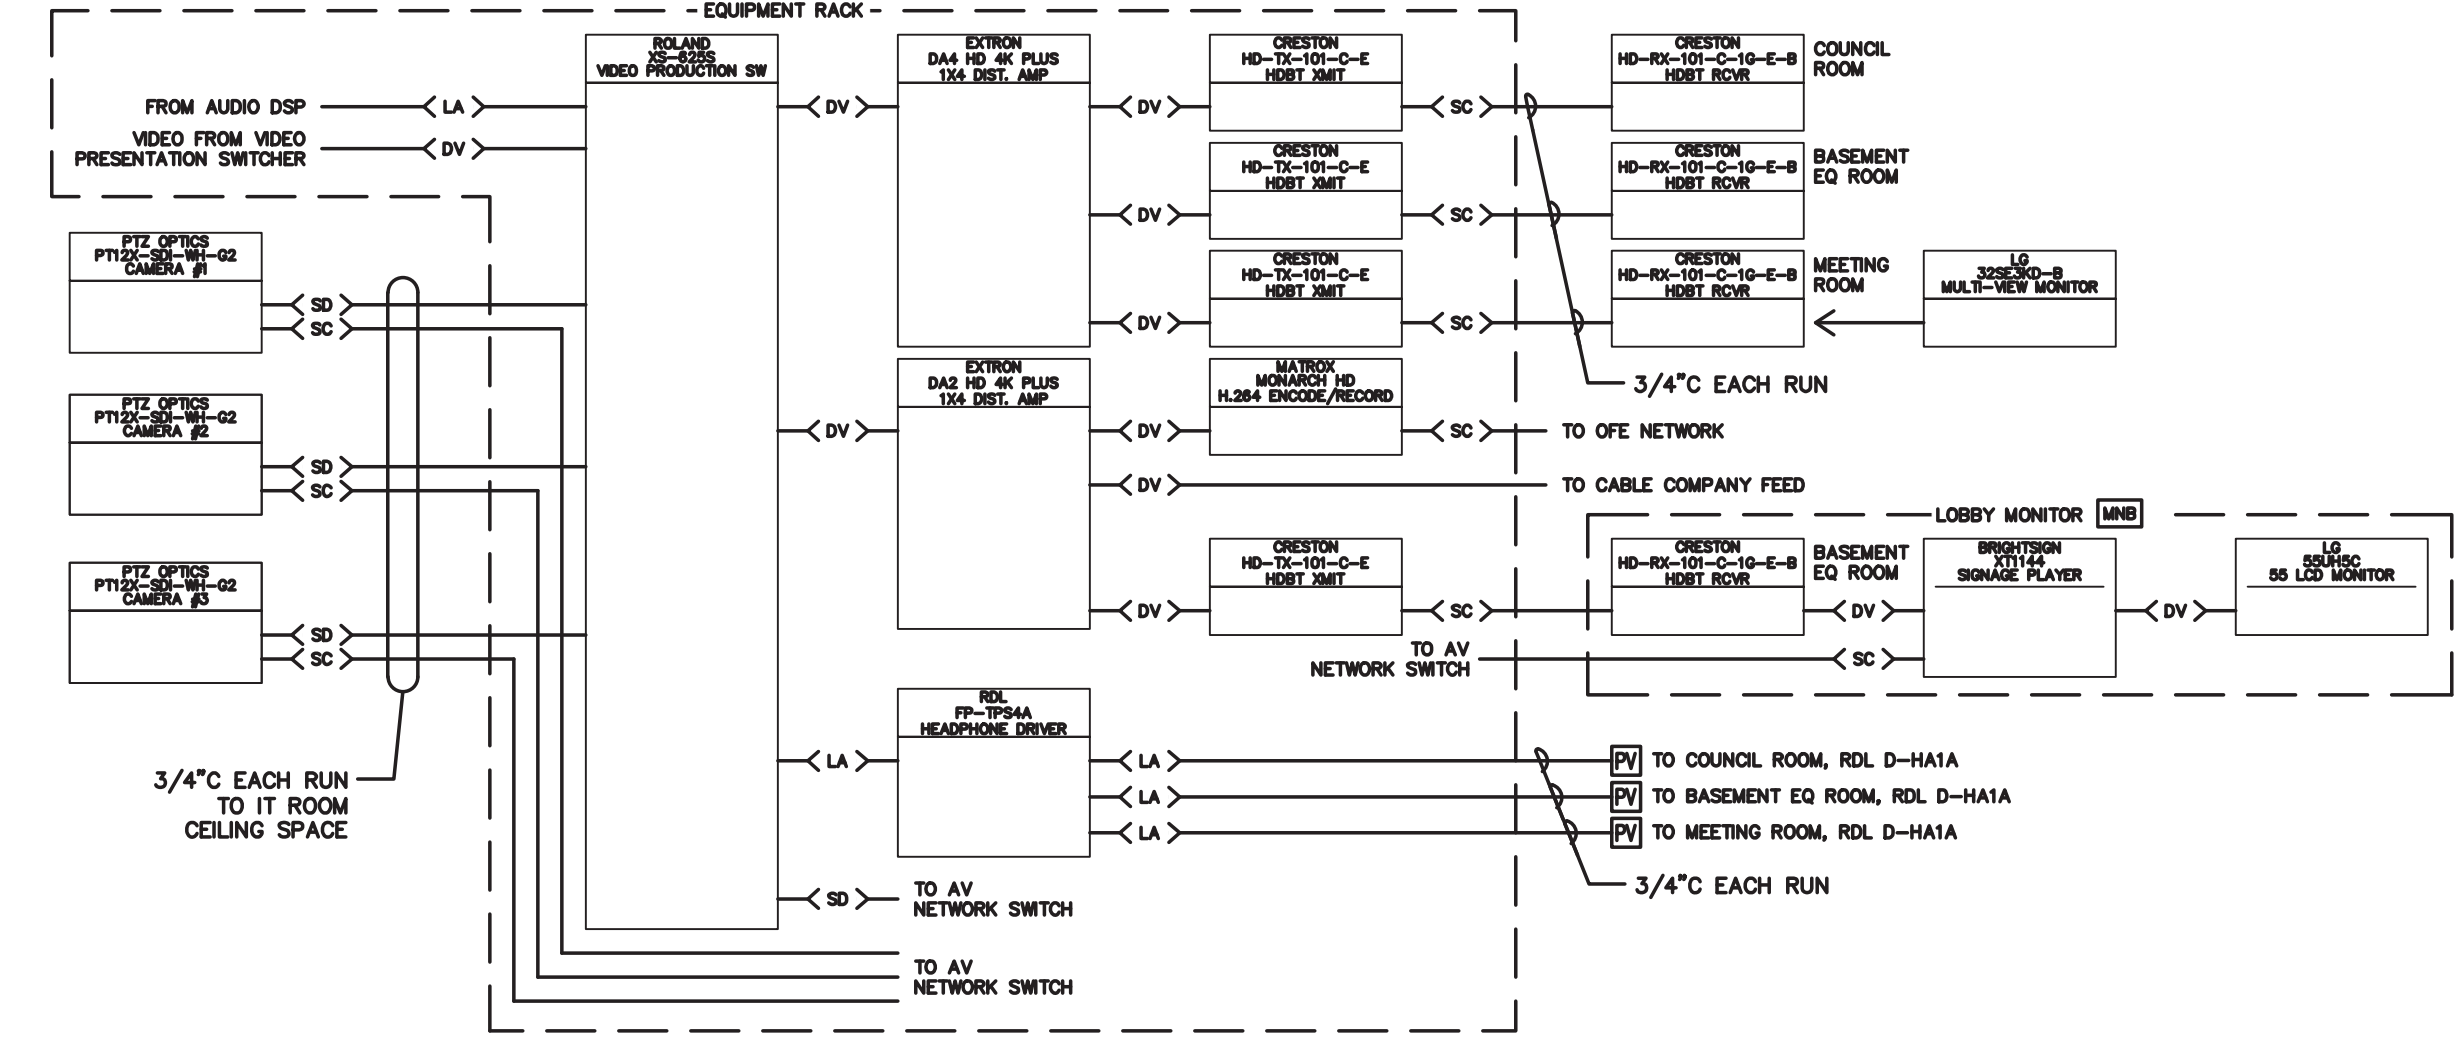 EQUIPMENT RACK
ROLAND
XS-625S
VIDEO PRODUCTION SW
EXTRON
DA4 HD 4K PLUS
1X4 DIST. AMP
CRESTON
HD-TX-101-C-E
HDBT XMIT
CRESTON
HD-RX-101-C-1G-E-B
HDBT RCVR
COUNCIL
ROOM
FROM AUDIO DSP
LA
DV
DV
SC
VIDEO FROM VIDEO
PRESENTATION SWITCHER
DV
CRESTON
HD-TX-101-C-E
HDBT XMIT
CRESTON
HD-RX-101-C-1G-E-B
HDBT RCVR
BASEMENT
EQ ROOM
DV
SC
PTZ OPTICS
PT12X-SDI-WH-G2
CAMERA #1
SD
SC
CRESTON
HD-TX-101-C-E
HDBT XMIT
CRESTON
HD-RX-101-C-1G-E-B
HDBT RCVR
MEETING
ROOM
LG
32SE3KD-B
MULTI-VIEW MONITOR
DV
SC
3/4"C EACH RUN
PTZ OPTICS
PT12X-SDI-WH-G2
CAMERA #2
SD
SC
EXTRON
DA2 HD 4K PLUS
1X4 DIST. AMP
MATROX
MONARCH HD
H.264 ENCODE/RECORD
DV
DV
SC
TO OFE NETWORK
DV
TO CABLE COMPANY FEED
LOBBY MONITOR
MNB
PTZ OPTICS
PT12X-SDI-WH-G2
CAMERA #3
SD
SC
CRESTON
HD-TX-101-C-E
HDBT XMIT
CRESTON
HD-RX-101-C-1G-E-B
HDBT RCVR
BASEMENT
EQ ROOM
BRIGHTSIGN
XT1144
SIGNAGE PLAYER
LG
55UH5C
55 LCD MONITOR
DV
SC
DV
DV
TO AV
NETWORK SWITCH
SC
RDL
FP-TPS4A
HEADPHONE DRIVER
LA
LA
PV
TO COUNCIL ROOM, RDL D-HA1A
LA
PV
TO BASEMENT EQ ROOM, RDL D-HA1A
LA
PV
TO MEETING ROOM, RDL D-HA1A
3/4"C EACH RUN
TO IT ROOM
CEILING SPACE
3/4"C EACH RUN
SD
TO AV
NETWORK SWITCH
TO AV
NETWORK SWITCH